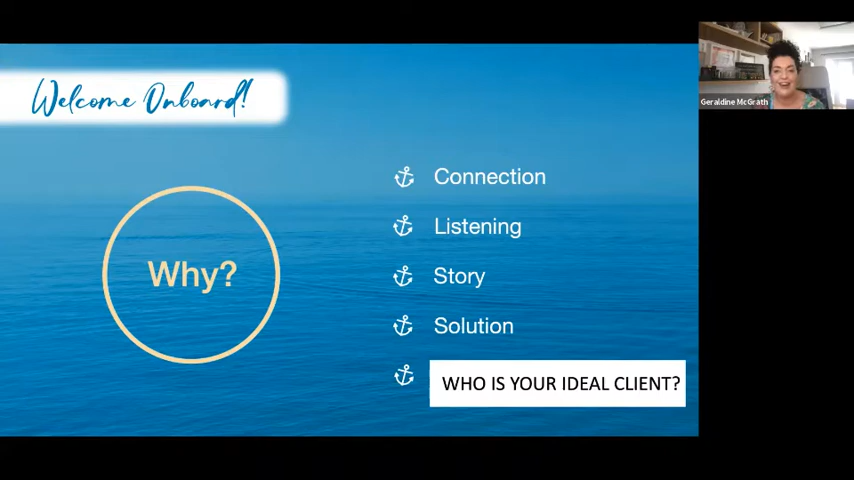 Welcome Onboard!
Geraldine McGrath
Why?
Connection
Listening
Story
Solution
WHO IS YOUR IDEAL CLIENT?